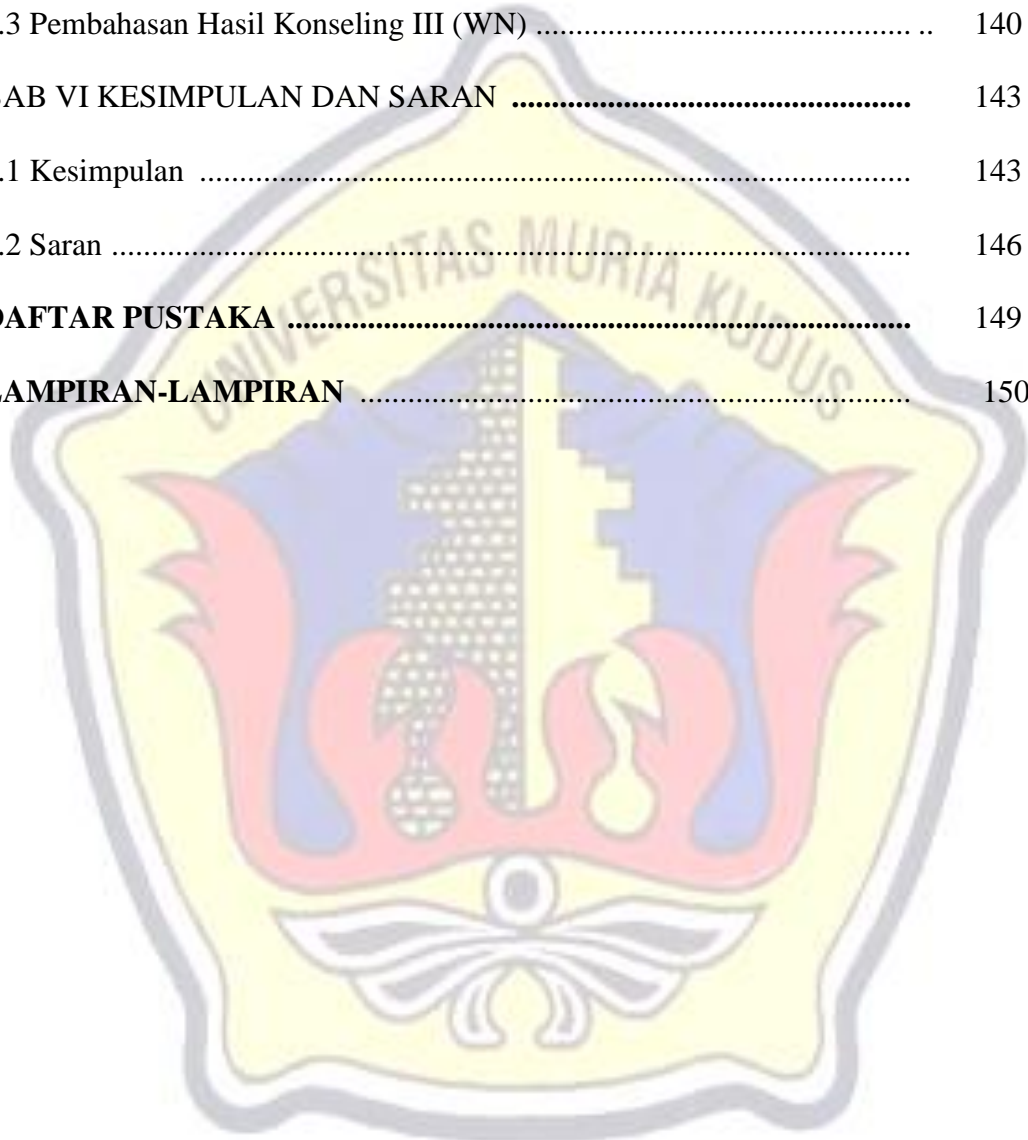 .3 Pembahasan Hasil Konseling III (WN) ........................................ .. 140
BAB VI KESIMPULAN DAN SARAN ............................................ 143
.1 Kesimpulan .............................................................................. 143
.2 Saran ........................................................................................ 146
DAFTAR PUSTAKA .................................................................... 149
LAMPIRAN-LAMPIRAN ............................................................ 150
UNIVERSITAS MURIA KUDUS